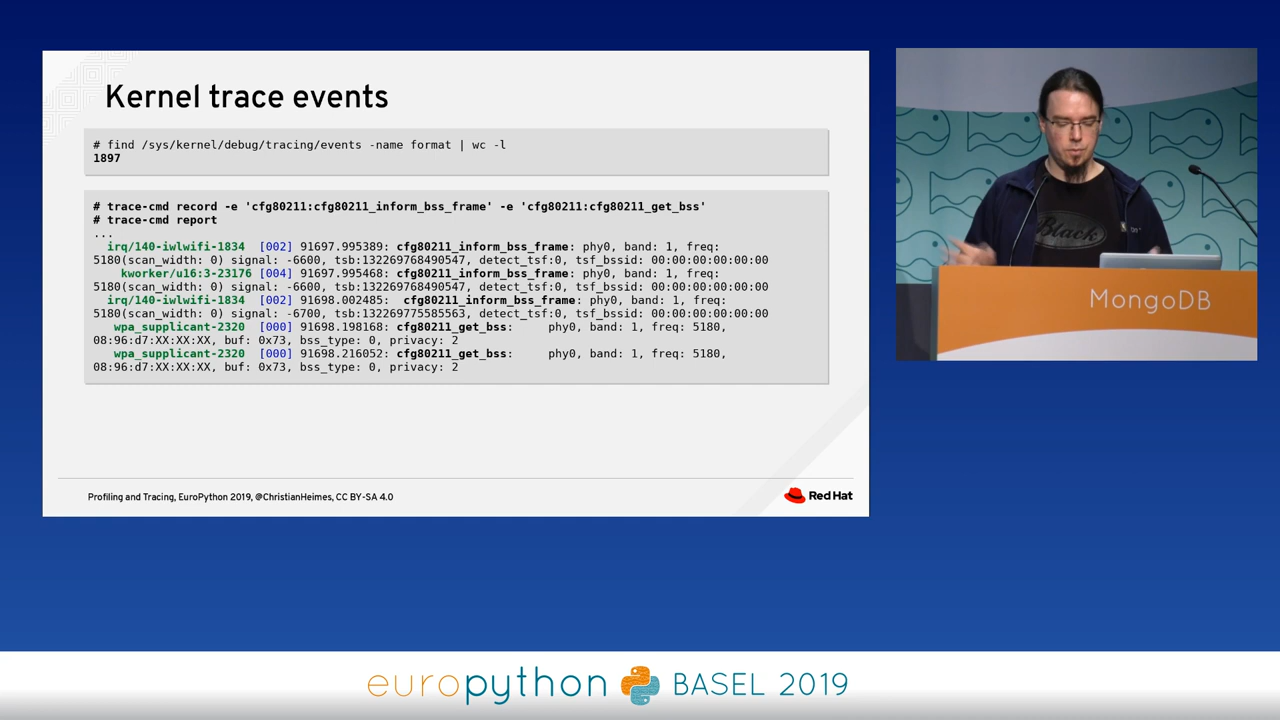 Kernel trace events
# find /sys/kernel/debug/tracing/events -name format | wc -l
1897
# trace-cmd record -e 'cfg80211:cfg80211_inform_bss_frame' -e 'cfg80211:cfg80211_get_bss'
# trace-cmd report
...
irq/140-iwlwifi-1834 [002] 91697.995389: cfg80211_inform_bss_frame: phy0, band: 1, freq:
5180(scan_width: 0) signal: -6600, tsb:132269768490547, detect_tsf:0, tsf_bssid: 00:00:00:00:00:00
kworker/u16:3-23176 [004] 91697.995468: cfg80211_inform_bss_frame: phy0, band: 1, freq:
5180(scan_width: 0) signal: -6600, tsb:132269768490547, detect_tsf:0, tsf_bssid: 00:00:00:00:00:00
irq/140-iwlwifi-1834 [002] 91698.002485: cfg80211_inform_bss_frame: phy0, band: 1, freq:
5180(scan_width: 0) signal: -6700, tsb:132269775585593, detect_tsf:0, tsf_bssid: 00:00:00:00:00:00
wpa_supplicant-2320 [000] 91698.198168: cfg80211_get_bss: phy0, band: 1, freq: 5180,
08:96:d7:XX:XX:XX, buf: 0x73, bss_type: 0, privacy: 2
wpa_supplicant-2320 [000] 91698.216052: cfg80211_get_bss: phy0, band: 1, freq: 5180,
08:96:d7:XX:XX:XX, buf: 0x73, bss_type: 0, privacy: 2
Profiling and Tracing, EuroPython 2019, @ChristianHeimes, CC BY-SA 4.0
Red Hat
Black
MongoDB
europython BASEL 2019